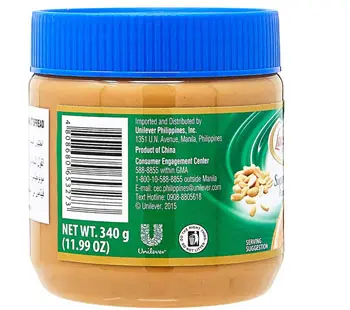 Imported and Distributed by
Unilever Philippines, Inc.
1351 U.N. Avenue, Manila, Philippines
Product of China
Consumer Engagement Center
588-8855 within GMA
1-800-10-588-8855 outside Manila
E-mail: cec.philippines@unilever.com
Text Hotline: 0908-8805618
© Unilever, 2015
NET WT. 340 g
(11.99 OZ)
Unilever
SERVING
SUGGESTION